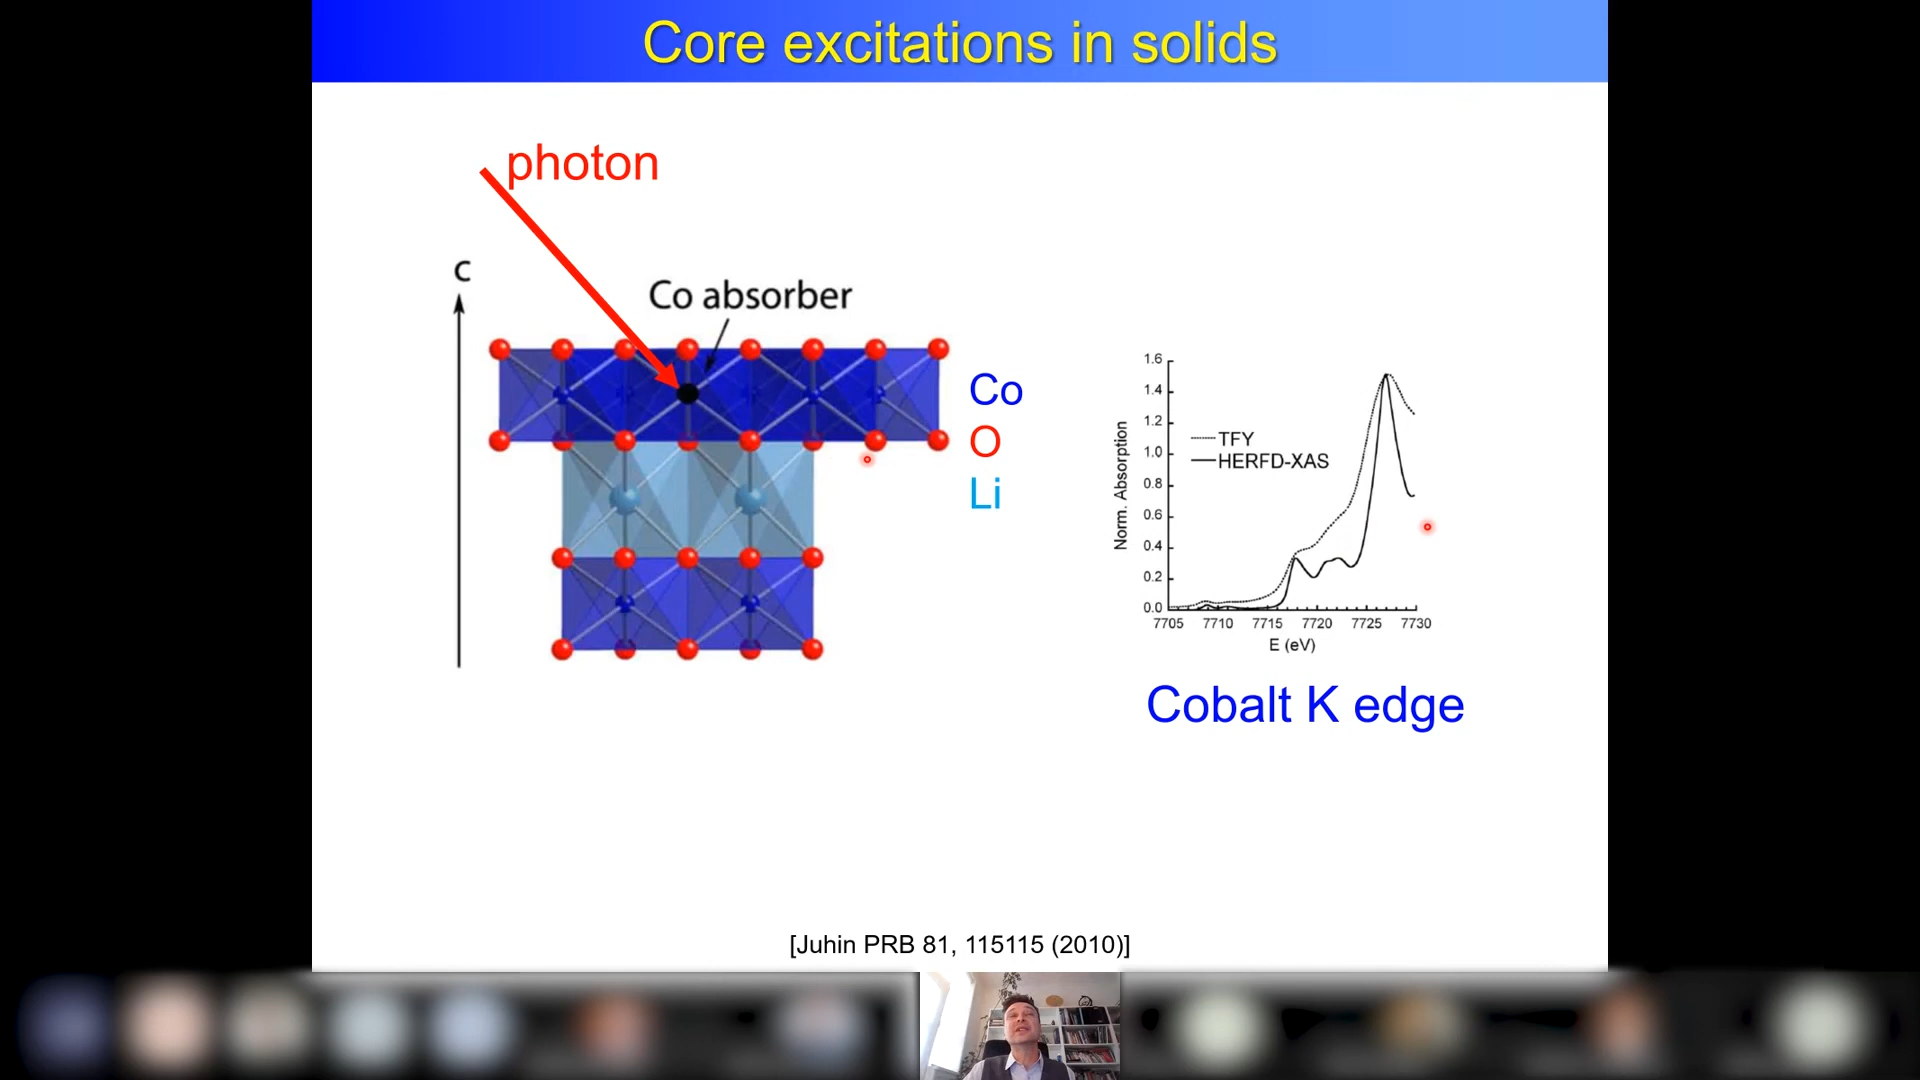 Core excitations in solids
photon
c
Co absorber
Co
O
Li
1.6
1.4
1.2
1.0
0.8
0.6
0.4
0.2
0.0
Norm. Absorption
TFY
HERFD-XAS
7705 7710 7715 7720 7725 7730
E (eV)
Cobalt K edge
[Juhin PRB 81, 115115 (2010)]